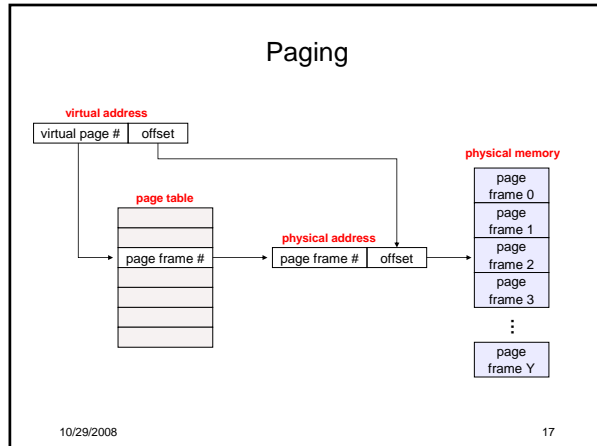 Paging
virtual address
virtual page #
offset
page table
page frame #
physical address
page frame #
offset
physical memory
page
frame 0
page
frame 1
page
frame 2
page
frame 3
...
page
frame Y
10/29/2008
17